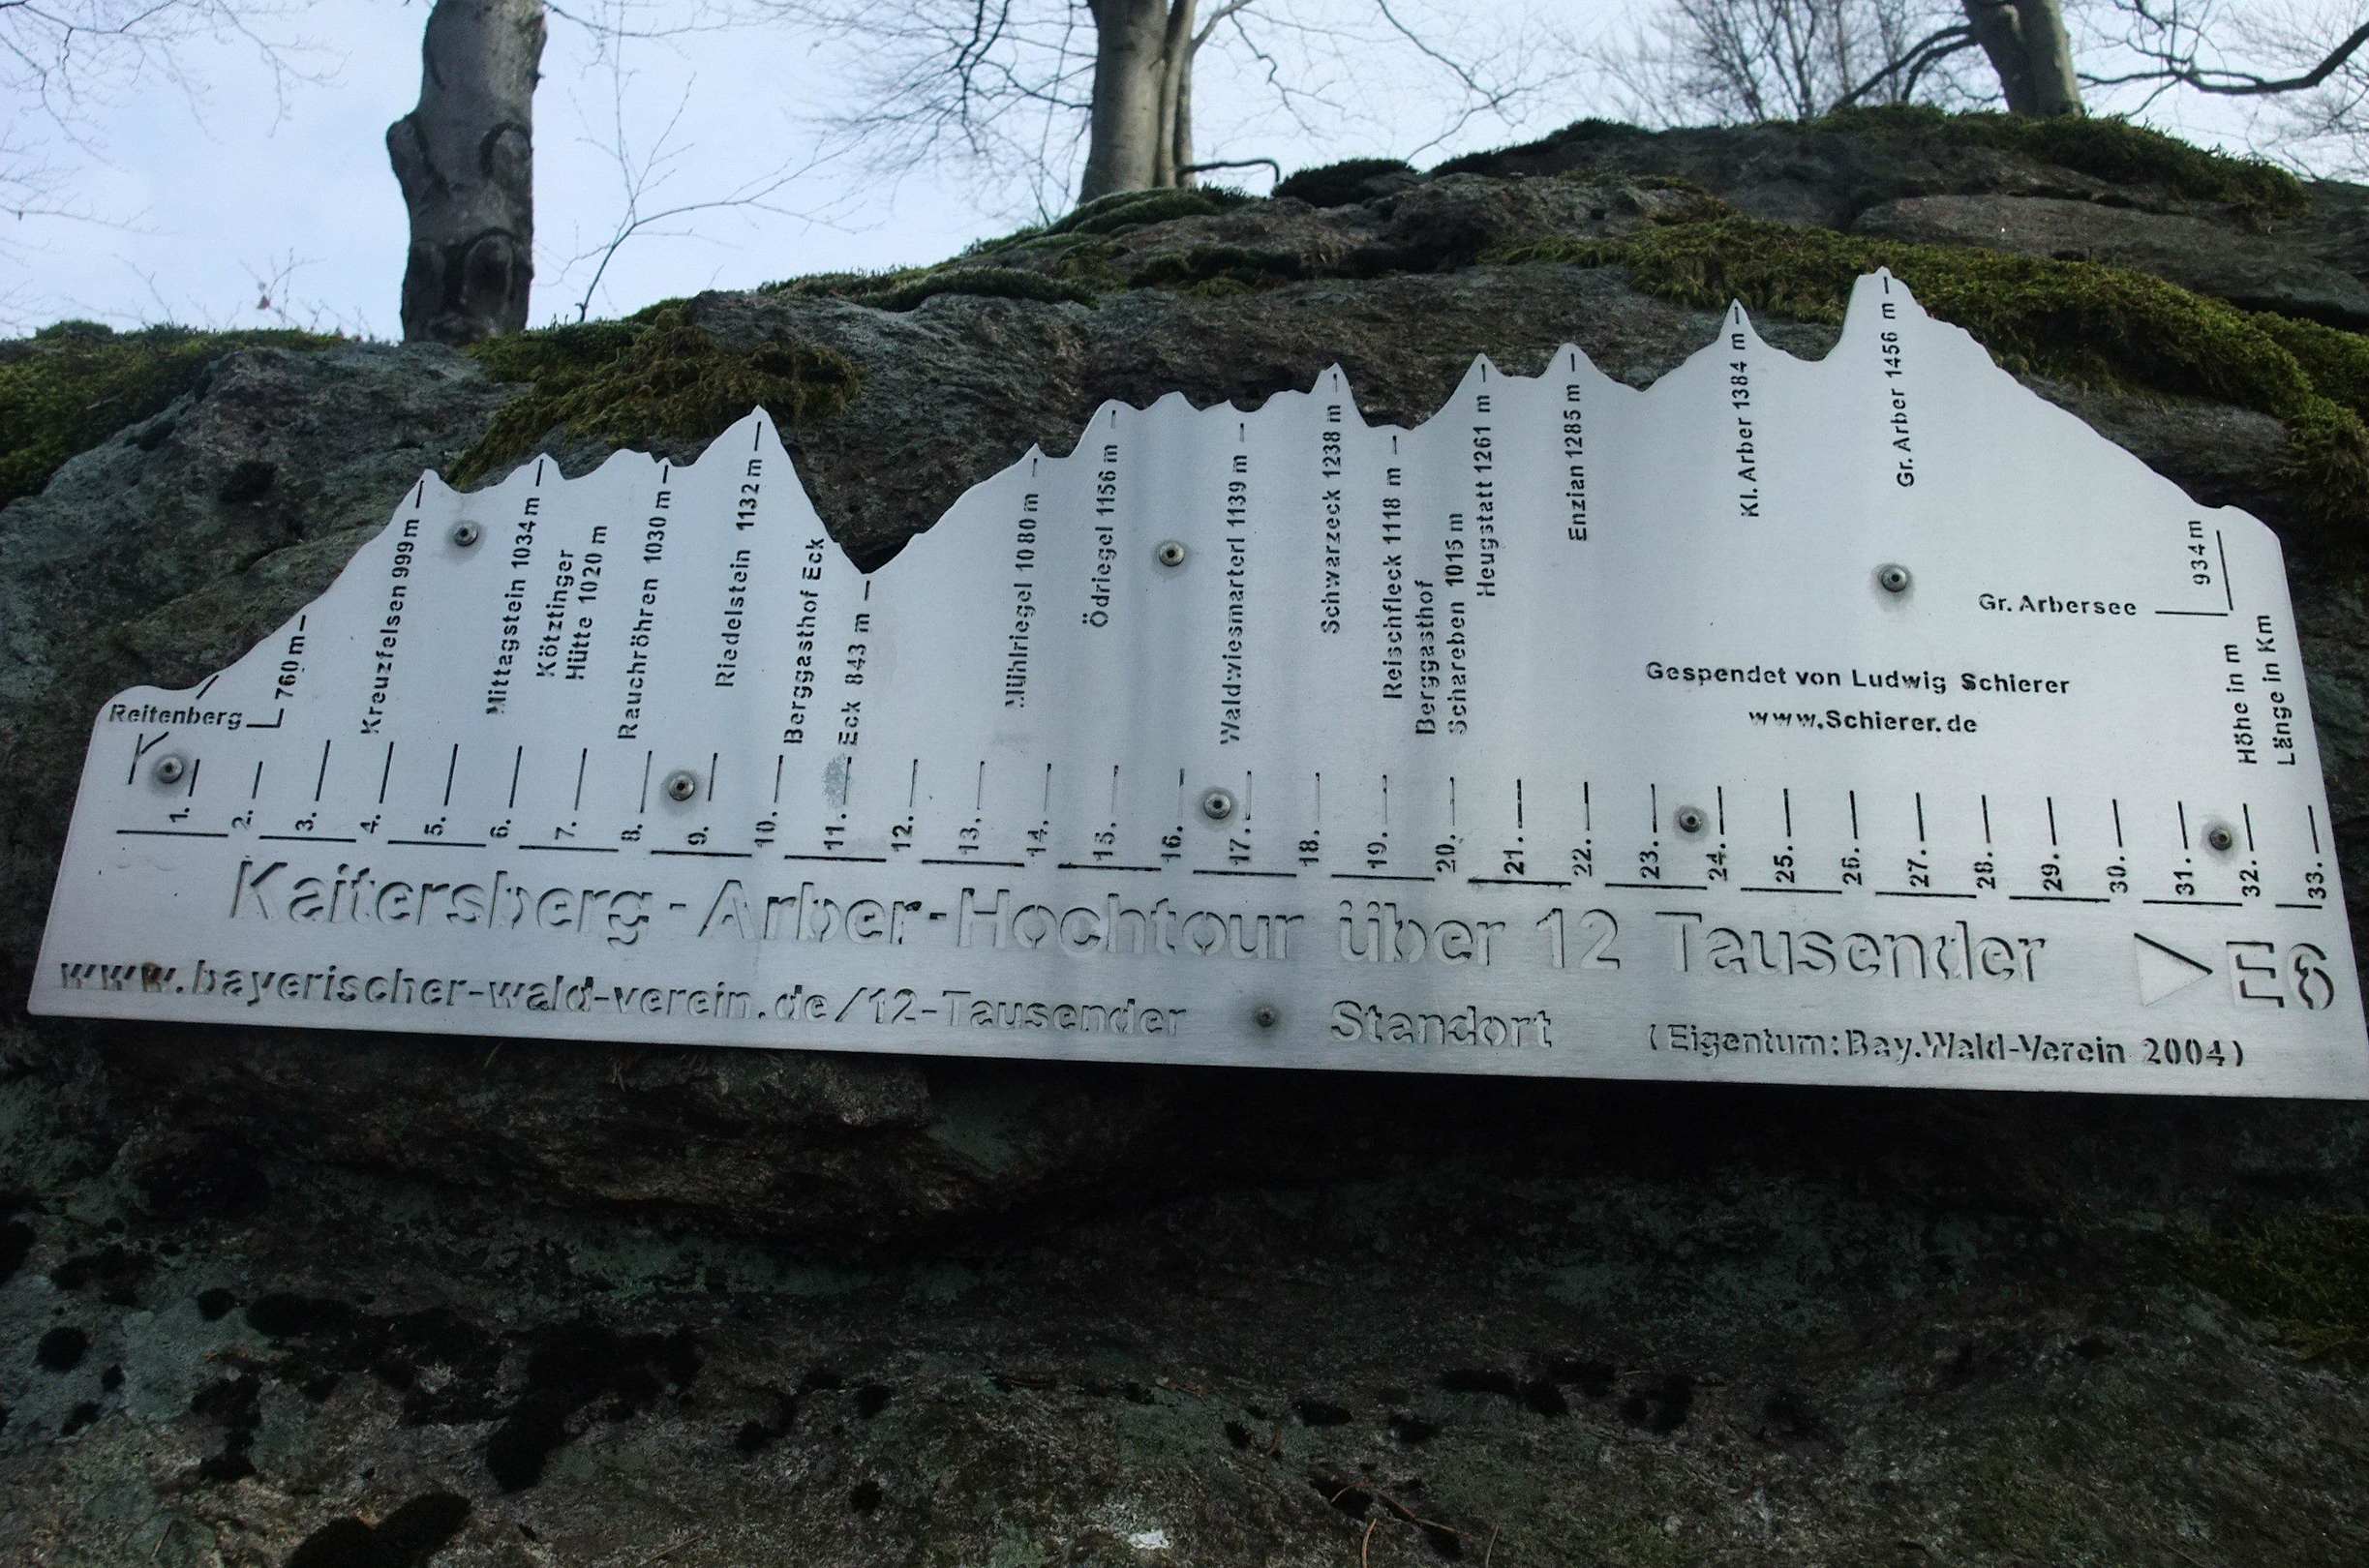 Reitenberg 760 m
Kreuzfelsen 999 m
Mittagstein 1034 m
Kötztinger
Hütte 1020 m
Rauchröhren 1030 m
Riedelstein 1132 m
Berggasthof Eck
Eck 843 m
Mühlriegel 1080 m
Ödriegel 1156 m
Waldwiesmarterl 1139 m
Schwarzeck 1238 m
Reischfleck 1118 m
Berggasthof
Schareben 1015 m
Heugstatt 1261 m
Enzian 1285 m
Kl. Arber 1384 m
Gr. Arber 1456 m
Gr. Arbersee 934 m
Gespendet von Ludwig Schierer
www.Schierer.de
Höhe in m
Länge in Km
1. 2. 3. 4. 5. 6. 7. 8. 9. 10. 11. 12. 13. 14. 15. 16. 17. 18. 19. 20. 21. 22. 23. 24. 25. 26. 27. 28. 29. 30. 31. 32. 33.
Kaitersberg-Arber-Hochtour über 12 Tausender E6
www.bayerischer-wald-verein.de/12-Tausender Standort (Eigentum: Bay.Wald-Verein 2004)